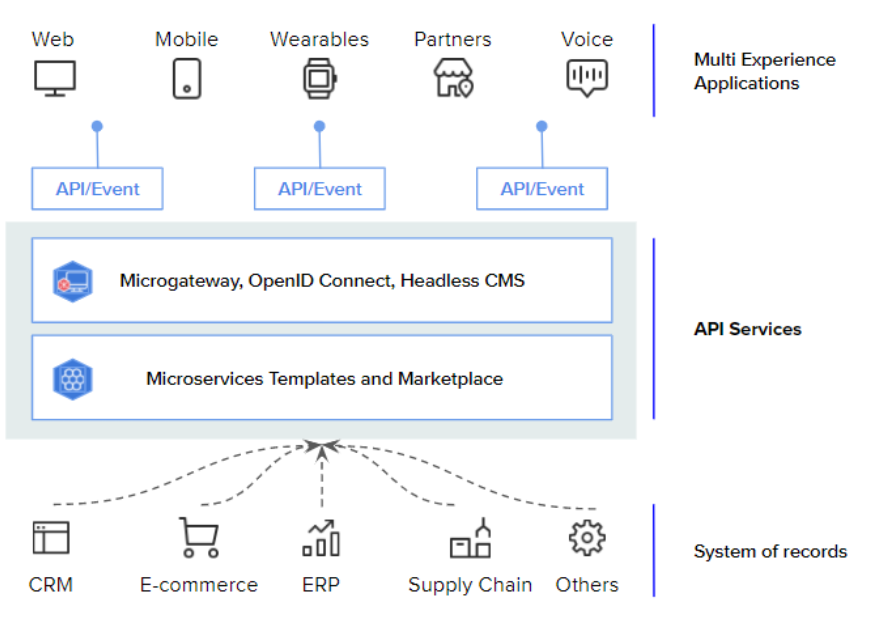 Web Mobile Wearables Partners Voice
Multi Experience
Applications
API/Event API/Event API/Event
Microgateway, OpenID Connect, Headless CMS
API Services
Microservices Templates and Marketplace
System of records
CRM E-commerce ERP Supply Chain Others